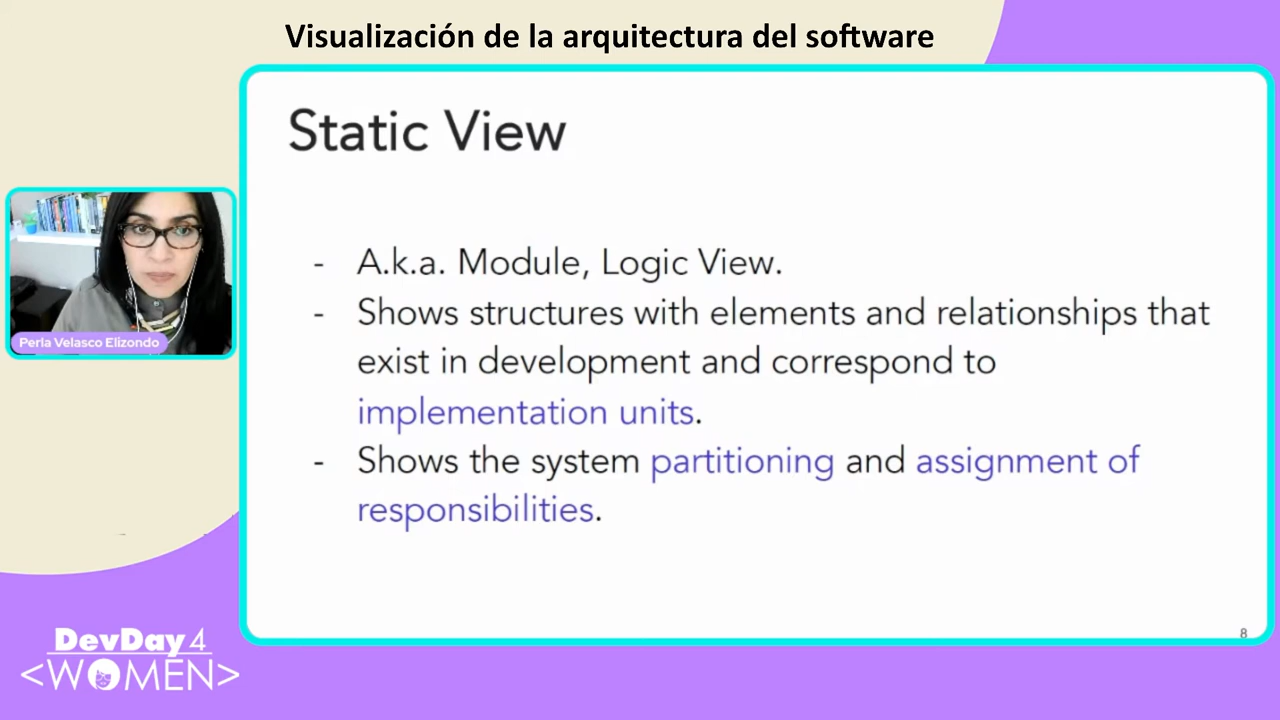 Visualización de la arquitectura del software
Static View
- A.k.a. Module, Logic View.
- Shows structures with elements and relationships that
exist in development and correspond to
implementation units.
- Shows the system partitioning and assignment of
responsibilities.
8
Perla Velasco Elizondo
DevDay4
<WOMEN>